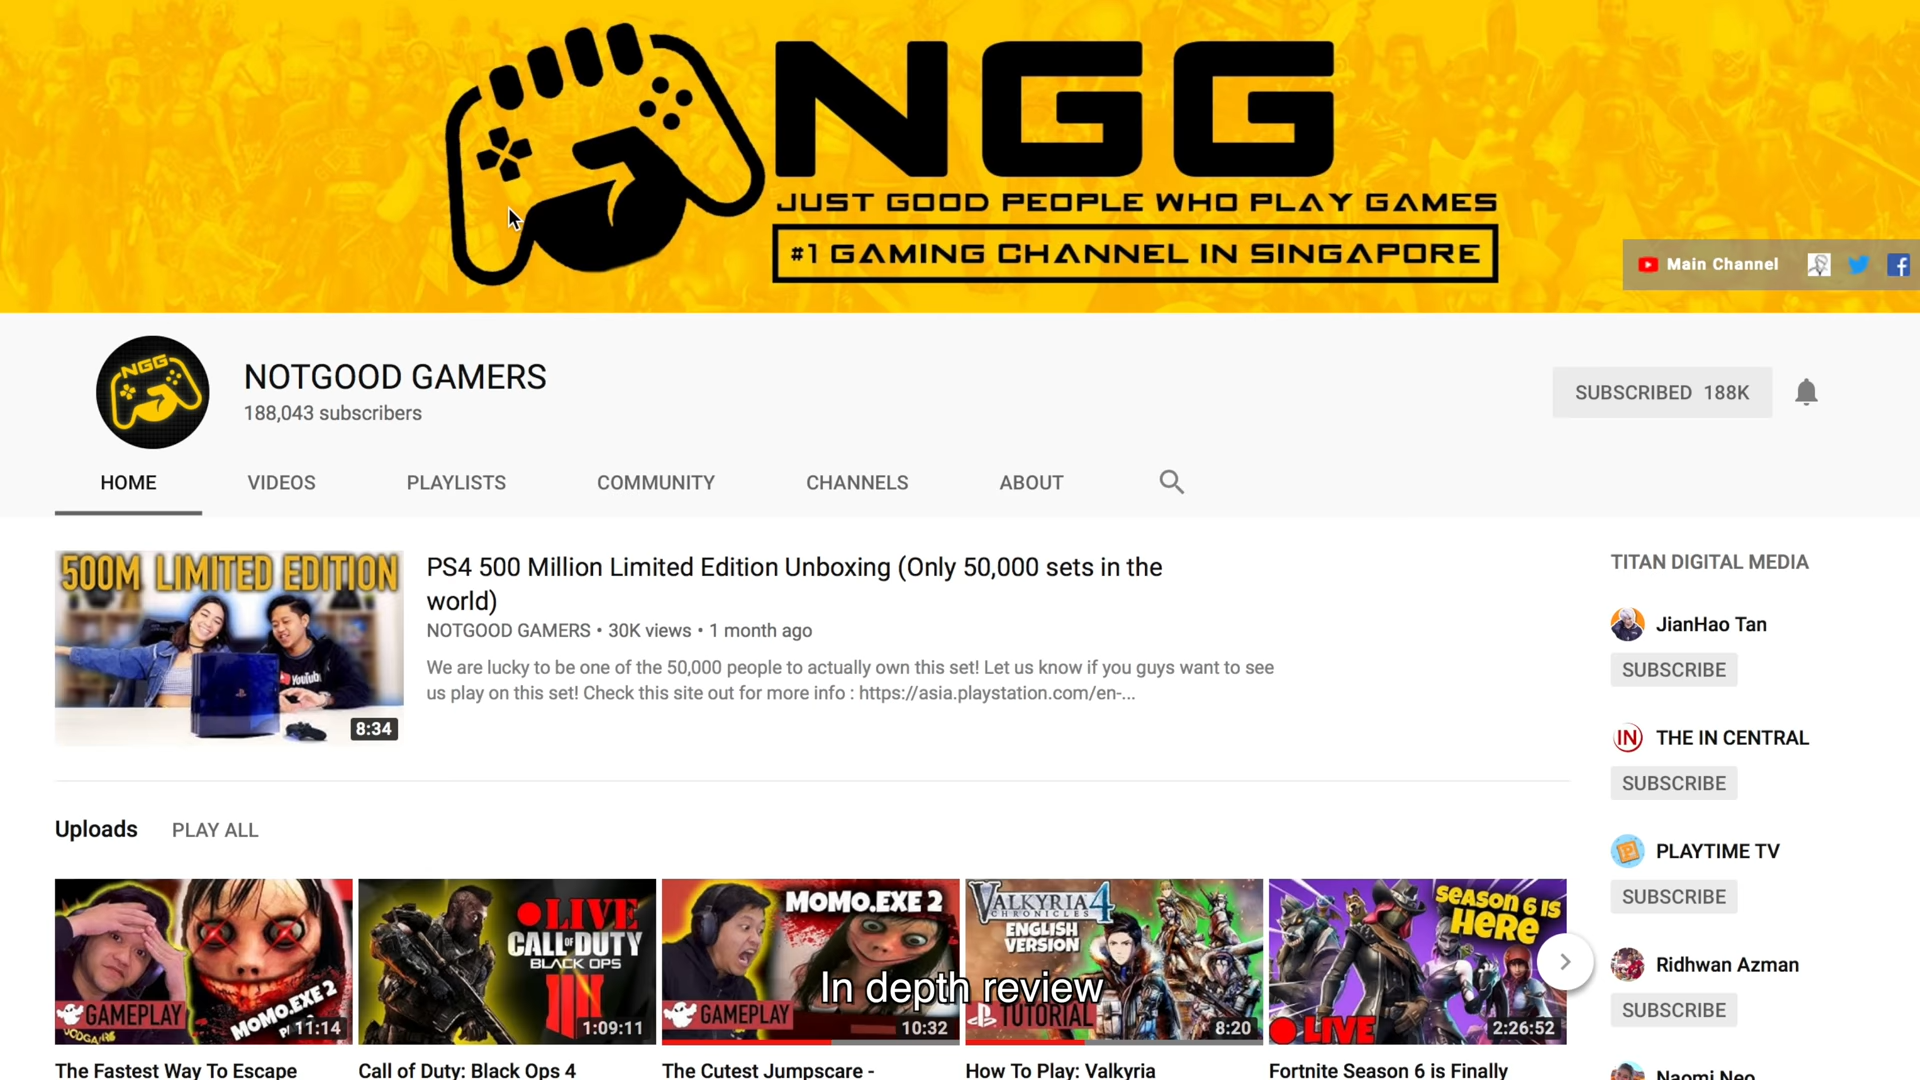 NGG
JUST GOOD PEOPLE WHO PLAY GAMES
#1 GAMING CHANNEL IN SINGAPORE
Main Channel
NGG
NOTGOOD GAMERS
188,043 subscribers
SUBSCRIBED 188K
HOME VIDEOS PLAYLISTS COMMUNITY CHANNELS ABOUT
500M LIMITED EDITION
YouTube
8:34
PS4 500 Million Limited Edition Unboxing (Only 50,000 sets in the
world)
NOTGOOD GAMERS • 30K views • 1 month ago
We are lucky to be one of the 50,000 people to actually own this set! Let us know if you guys want to see
us play on this set! Check this site out for more info : https://asia.playstation.com/en-...
TITAN DIGITAL MEDIA
JianHao Tan
SUBSCRIBE
IN
THE IN CENTRAL
SUBSCRIBE
PLAYTIME TV
SUBSCRIBE
Ridhwan Azman
SUBSCRIBE
Naomi Neo
Uploads PLAY ALL
GAMEPLAY
MOMO.EXE 2
11:14
LIVE
CALL OF DUTY
BLACK OPS
IIII
1:09:11
MOMO.EXE 2
GAMEPLAY
10:32
VALKYRIA 4
CHRONICLES
ENGLISH
VERSION
TUTORIAL
8:20
SEASON 6 IS
HERE
LIVE
2:26:52
In depth review
The Fastest Way To Escape
Call of Duty: Black Ops 4
The Cutest Jumpscare -
How To Play: Valkyria
Fortnite Season 6 is Finally